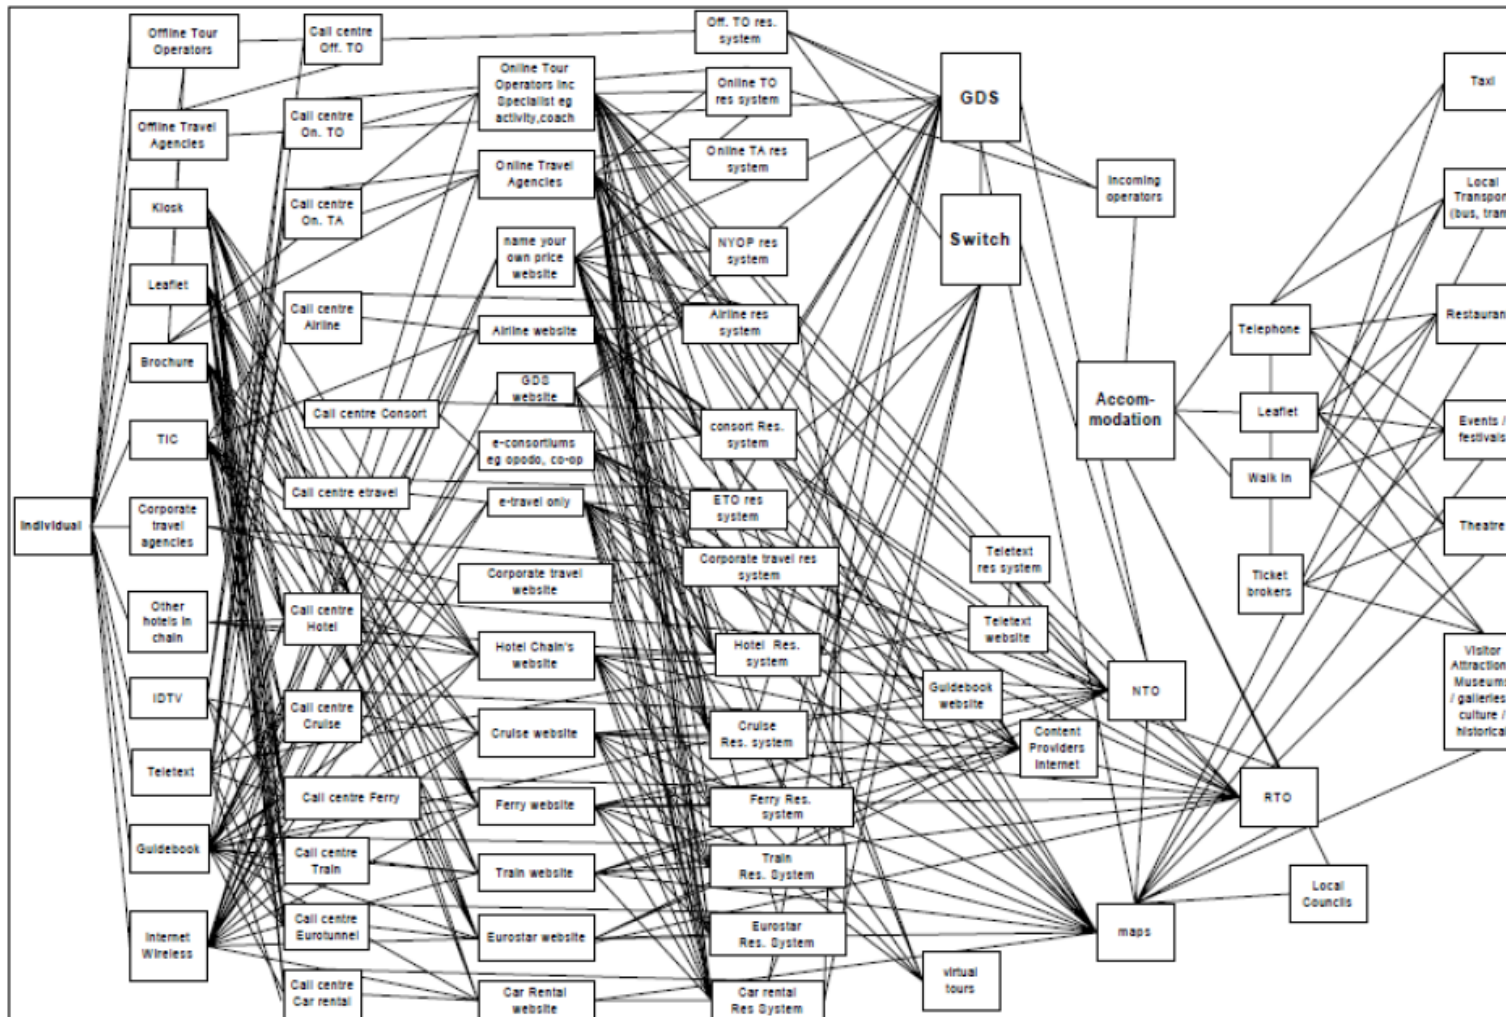 Individual
Offline Tour
Operators
Offline Travel
Agencies
Kiosk
Leaflet
Brochure
TIC
Corporate
travel
agencies
Other
hotels in
chain
IDTV
Teletext
Guidebook
Internet
Wireless
Call centre
Off. TO
Call centre
On. TO
Call centre
On. TA
Call centre
Airline
Call centre Consort
Call centre etravel
Call centre
Hotel
Call centre
Cruise
Call centre Ferry
Call centre
Train
Call centre
Eurotunnel
Call centre
Car rental
Online Tour
Operators inc
Specialist eg
activity,coach
Online Travel
Agencies
name your
own price
website
Airline website
GDS
website
e-consortiums
eg opodo, co-op
e-travel only
Corporate travel
website
Hotel Chain's
website
Cruise website
Ferry website
Train website
Eurostar website
Car Rental
website
Off. TO res.
system
Online TO
res system
Online TA res
system
NYOP res
system
Airline res
system
consort Res.
system
ETO res
system
Corporate travel res
system
Hotel Res.
system
Cruise
Res. system
Ferry Res.
system
Train
Res. System
Eurostar
Res. System
Car rental
Res System
GDS
Switch
Teletext
res system
Teletext
website
Guidebook
website
Content
Providers
Internet
virtual
tours
Incoming
operators
Accom-
modation
NTO
maps
RTO
Local
Councils
Telephone
Leaflet
Walk in
Ticket
brokers
Taxi
Local
Transport
(bus, tram
Restauran
Events /
festivals
Theatre
Visitor
Attraction
Museums
/ galleries
culture /
historical